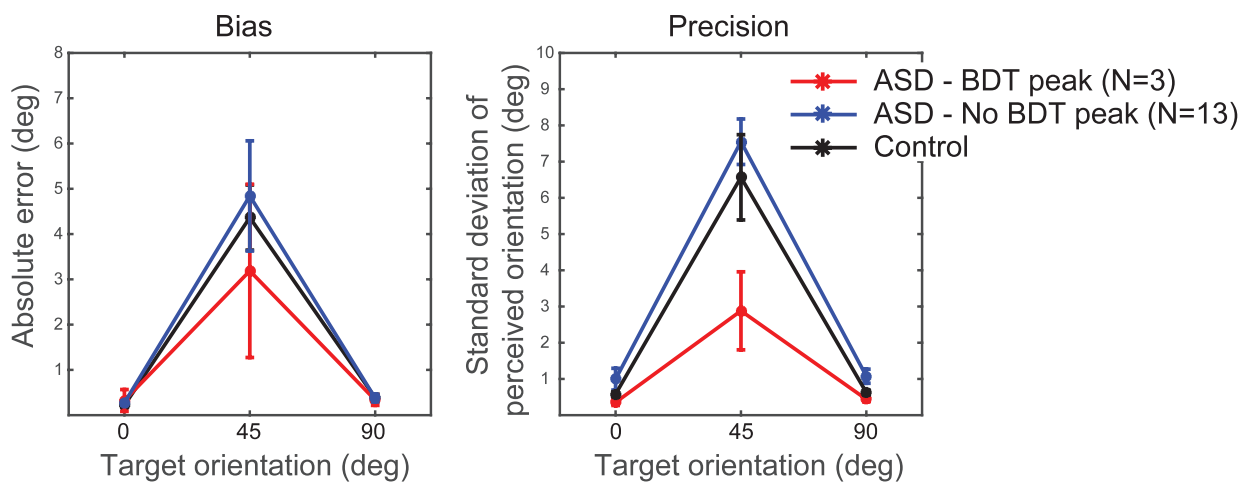 Bias
Absolute error (deg)
8
7
6
5
4
3
2
1
0 45 90
Target orientation (deg)
Precision
Standard deviation of
perceived orientation (deg)
10
9
8
7
6
5
4
3
2
1
0 45 90
Target orientation (deg)
ASD - BDT peak (N=3)
ASD - No BDT peak (N=13)
Control